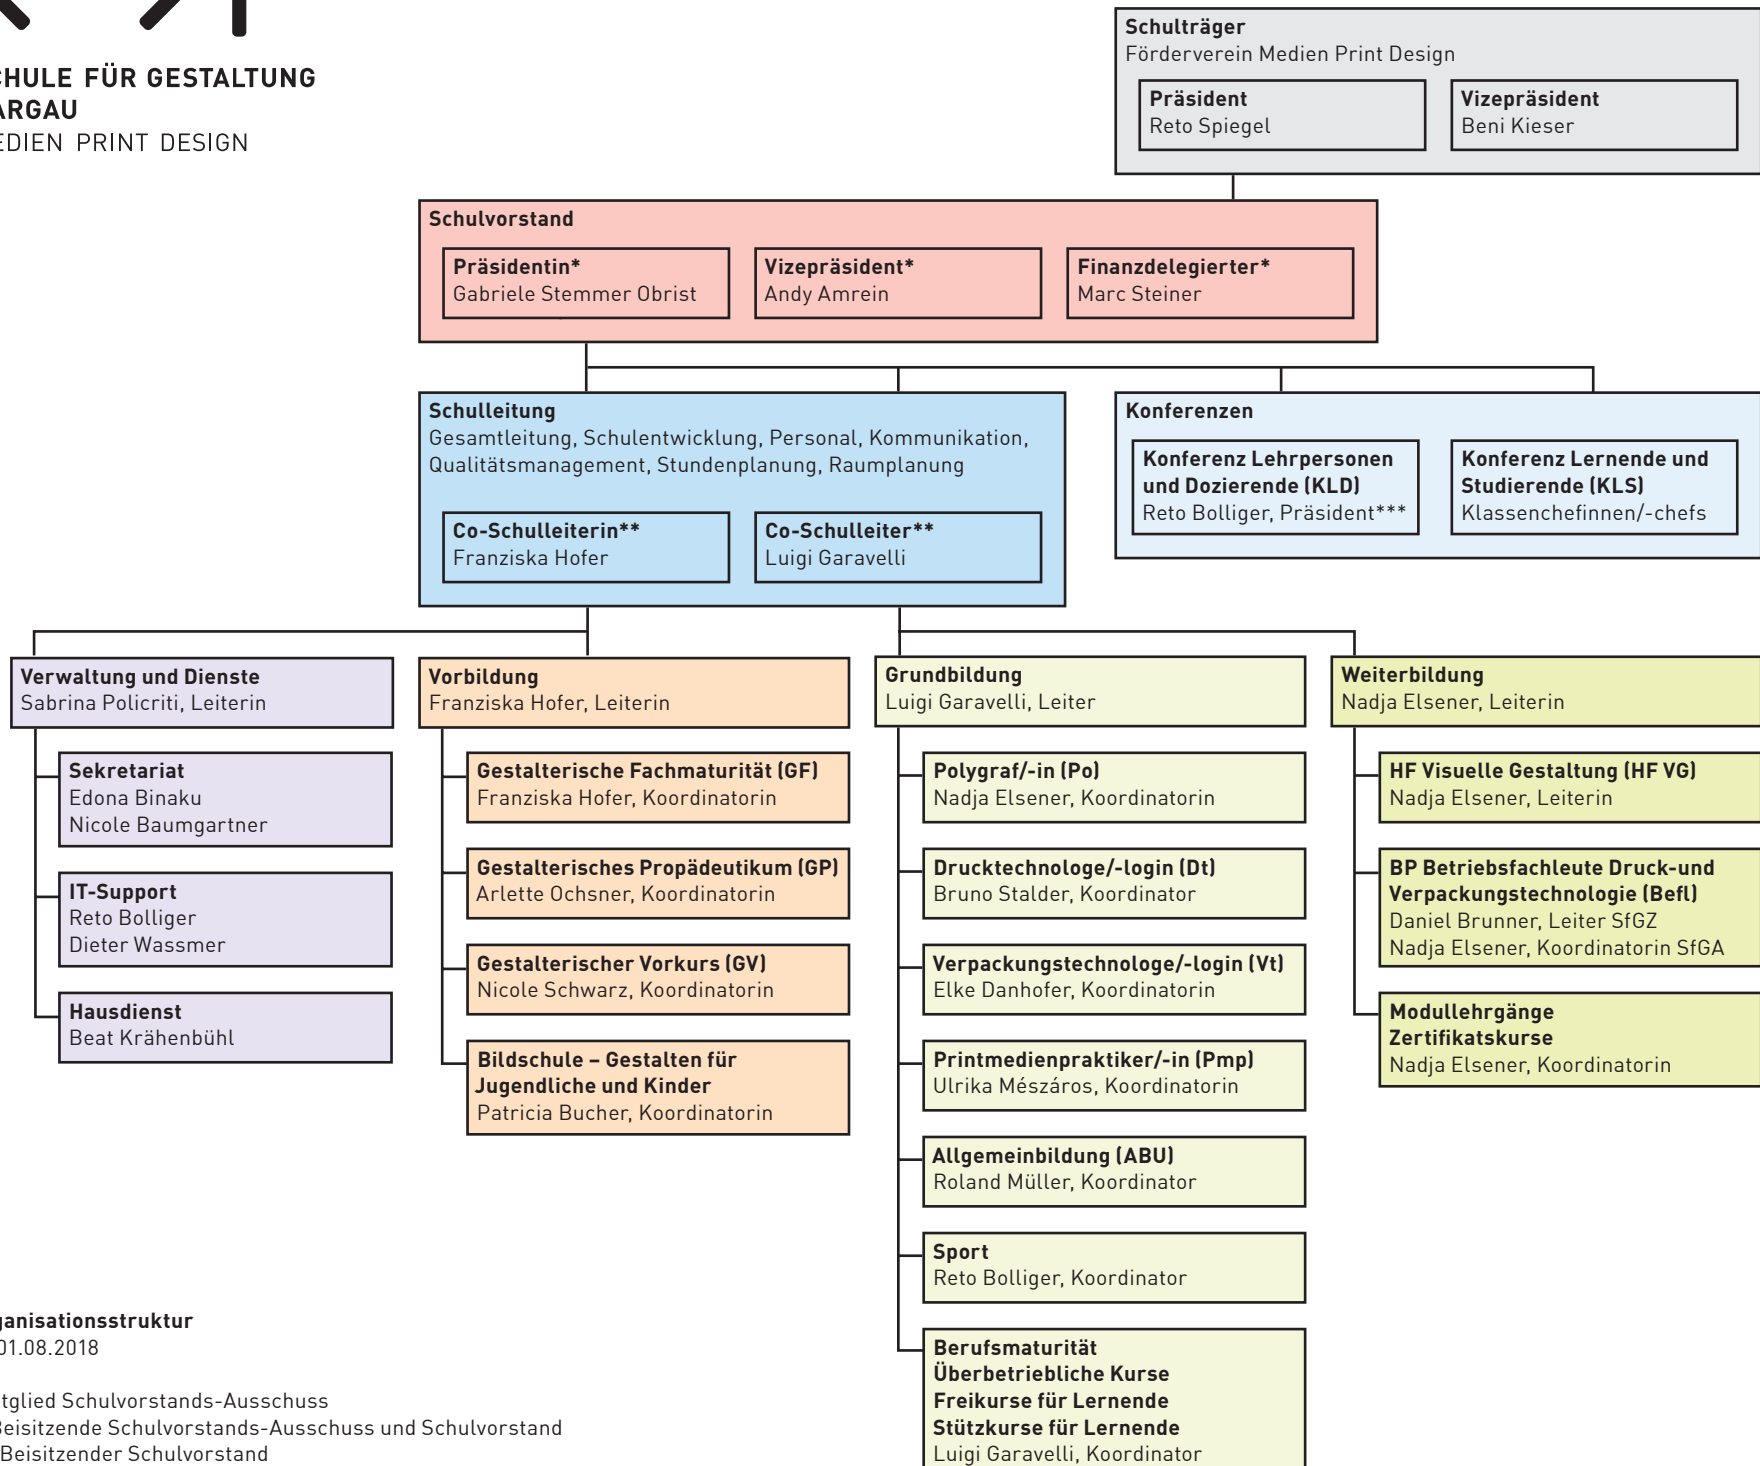 CHULE FÜR GESTALTUNG
ARGAU
EDIEN PRINT DESIGN
Schulträger
Förderverein Medien Print Design
Präsident
Reto Spiegel
Vizepräsident
Beni Kieser
Schulvorstand
Präsidentin*
Gabriele Stemmer Obrist
Vizepräsident*
Andy Amrein
Finanzdelegierter*
Marc Steiner
Schulleitung
Gesamtleitung, Schulentwicklung, Personal, Kommunikation,
Qualitätsmanagement, Stundenplanung, Raumplanung
Co-Schulleiterin**
Franziska Hofer
Co-Schulleiter**
Luigi Garavelli
Konferenzen
Konferenz Lehrpersonen
und Dozierende (KLD)
Reto Bolliger, Präsident***
Konferenz Lernende und
Studierende (KLS)
Klassenchefinnen/-chefs
Verwaltung und Dienste
Sabrina Policriti, Leiterin
Sekretariat
Edona Binaku
Nicole Baumgartner
IT-Support
Reto Bolliger
Dieter Wassmer
Hausdienst
Beat Krähenbühl
Vorbildung
Franziska Hofer, Leiterin
Gestalterische Fachmaturität (GF)
Franziska Hofer, Koordinatorin
Gestalterisches Propädeutikum (GP)
Arlette Ochsner, Koordinatorin
Gestalterischer Vorkurs (GV)
Nicole Schwarz, Koordinatorin
Bildschule – Gestalten für
Jugendliche und Kinder
Patricia Bucher, Koordinatorin
Grundbildung
Luigi Garavelli, Leiter
Polygraf/-in (Po)
Nadja Elsener, Koordinatorin
Drucktechnologe/-login (Dt)
Bruno Stalder, Koordinator
Verpackungstechnologe/-login (Vt)
Elke Danhofer, Koordinatorin
Printmedienpraktiker/-in (Pmp)
Ulrika Mészáros, Koordinatorin
Allgemeinbildung (ABU)
Roland Müller, Koordinator
Sport
Reto Bolliger, Koordinator
Berufsmaturität
Überbetriebliche Kurse
Freikurse für Lernende
Stützkurse für Lernende
Luigi Garavelli, Koordinator
Weiterbildung
Nadja Elsener, Leiterin
HF Visuelle Gestaltung (HF VG)
Nadja Elsener, Leiterin
BP Betriebsfachleute Druck-und
Verpackungstechnologie (Befl)
Daniel Brunner, Leiter SfGZ
Nadja Elsener, Koordinatorin SfGA
Modullehrgänge
Zertifikatskurse
Nadja Elsener, Koordinatorin
ganisationsstruktur
01.08.2018
tglied Schulvorstands-Ausschuss
Beisitzende Schulvorstands-Ausschuss und Schulvorstand
Beisitzender Schulvorstand